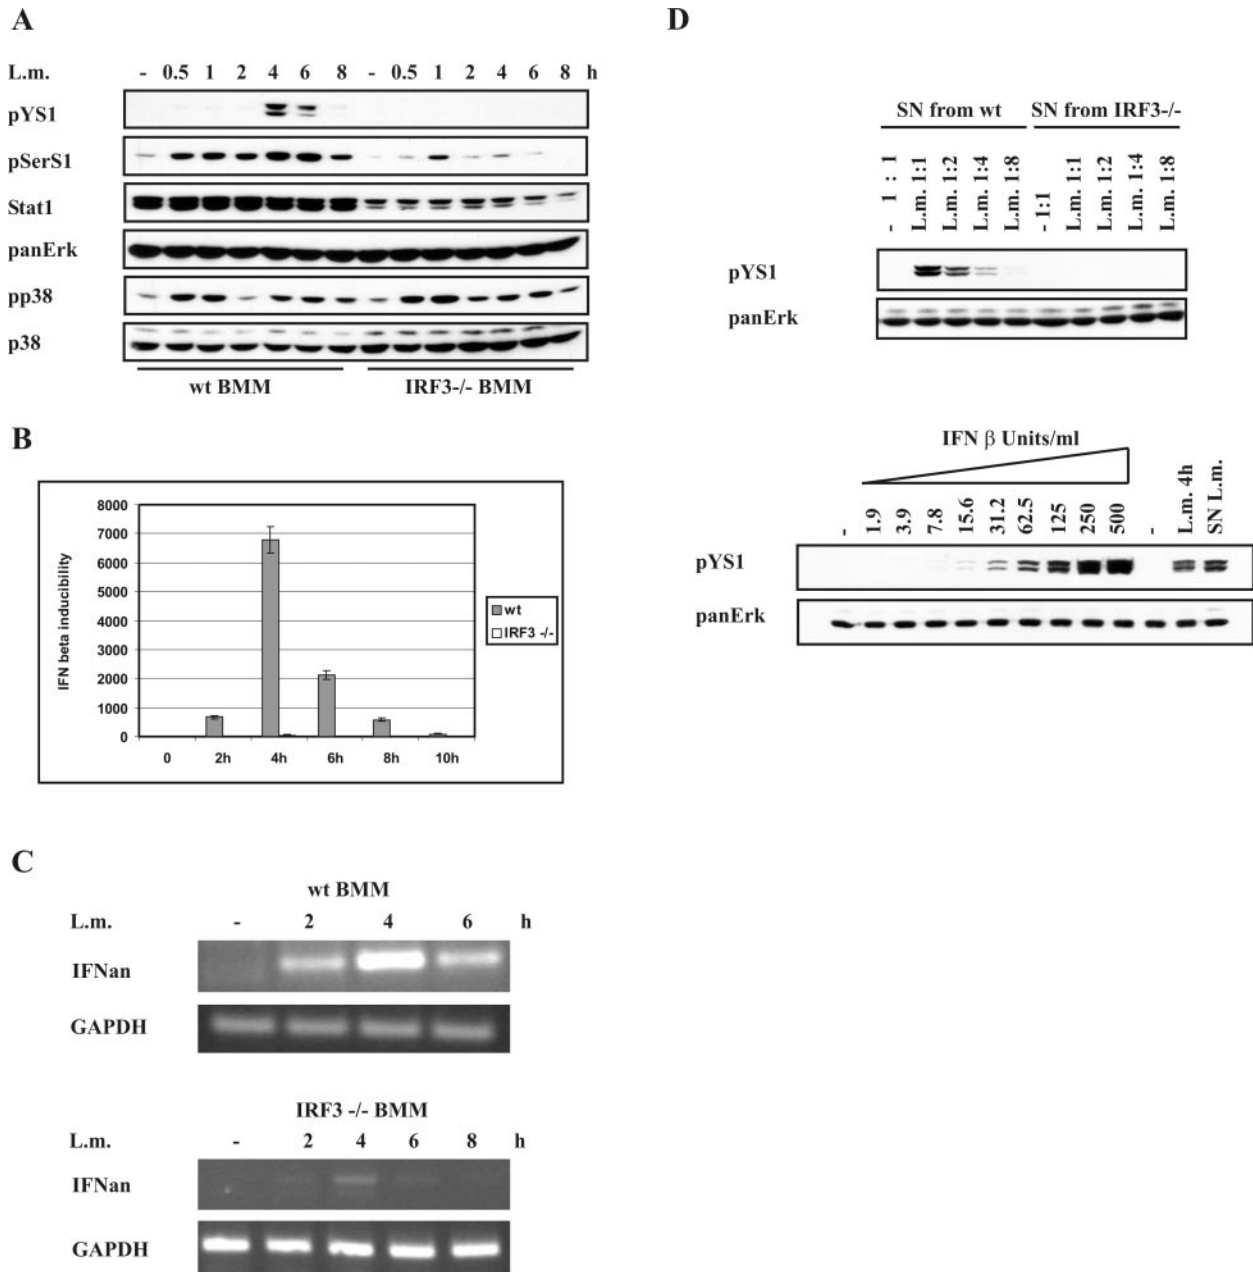 A
L.m. - 0.5 1 2 4 6 8 - 0.5 1 2 4 6 8 h
pYS1
pSerS1
Stat1
panErk
pp38
p38
wt BMM IRF3-/- BMM
B
IFN beta inducibility
8000
7000
6000
5000
4000
3000
2000
1000
0
0 2h 4h 6h 8h 10h
wt
IRF3 -/-
C
wt BMM
L.m. - 2 4 6 h
IFNan
GAPDH
IRF3 -/- BMM
L.m. - 2 4 6 8 h
IFNan
GAPDH
D
SN from wt SN from IRF3-/-
- 1 : 1
L.m. 1:1
L.m. 1:2
L.m. 1:4
L.m. 1:8
- 1:1
L.m. 1:1
L.m. 1:2
L.m. 1:4
L.m. 1:8
pYS1
panErk
IFN β Units/ml
- 1.9 3.9 7.8 15.6 31.2 62.5 125 250 500 - L.m. 4h SN L.m.
pYS1
panErk